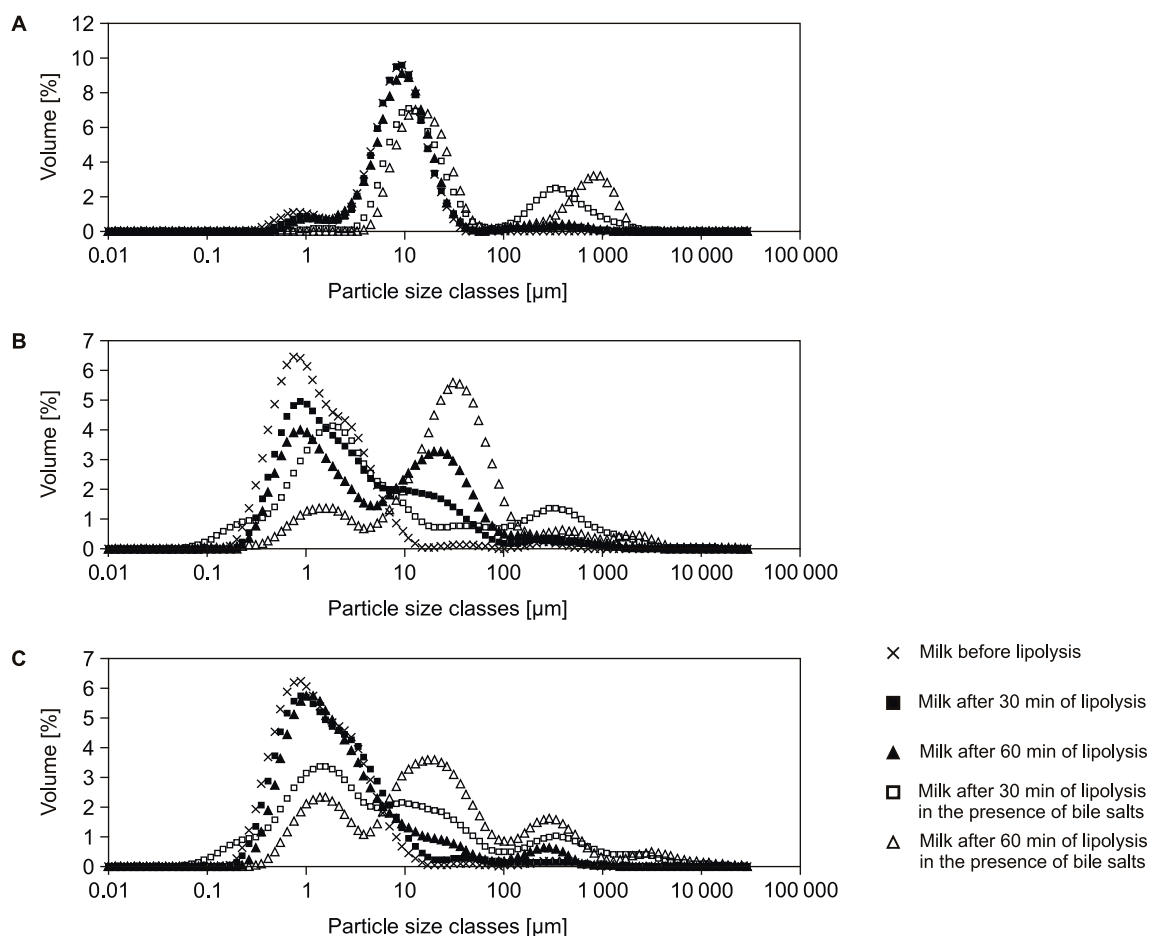 A
12
10
8
6
4
2
0
Volume [%]
0.01 0.1 1 10 100 1 000 10 000 100 000
Particle size classes [µm]
B
7
6
5
4
3
2
1
0
Volume [%]
0.01 0.1 1 10 100 1 000 10 000 100 000
Particle size classes [µm]
C
7
6
5
4
3
2
1
0
Volume [%]
0.01 0.1 1 10 100 1 000 10 000 100 000
Particle size classes [µm]
Milk before lipolysis
Milk after 30 min of lipolysis
Milk after 60 min of lipolysis
Milk after 30 min of lipolysis
in the presence of bile salts
Milk after 60 min of lipolysis
in the presence of bile salts